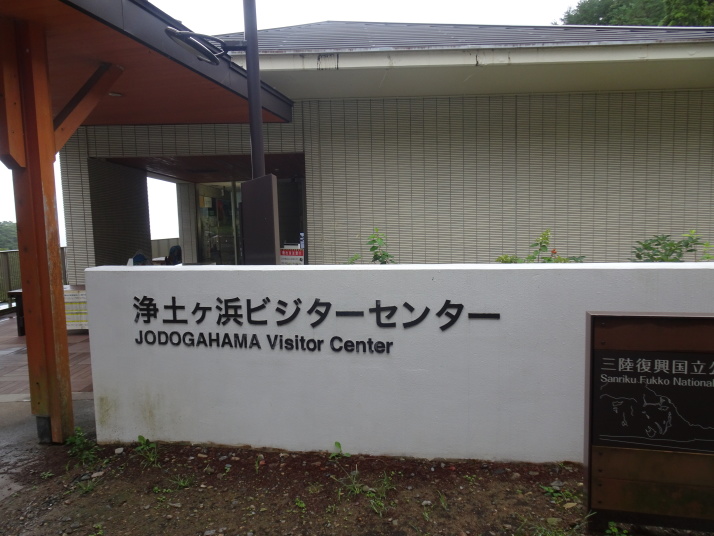 浄土ヶ浜ビジターセンター
JODOGAHAMA Visitor Center
三陸復興国立公
Sanriku Fukko National